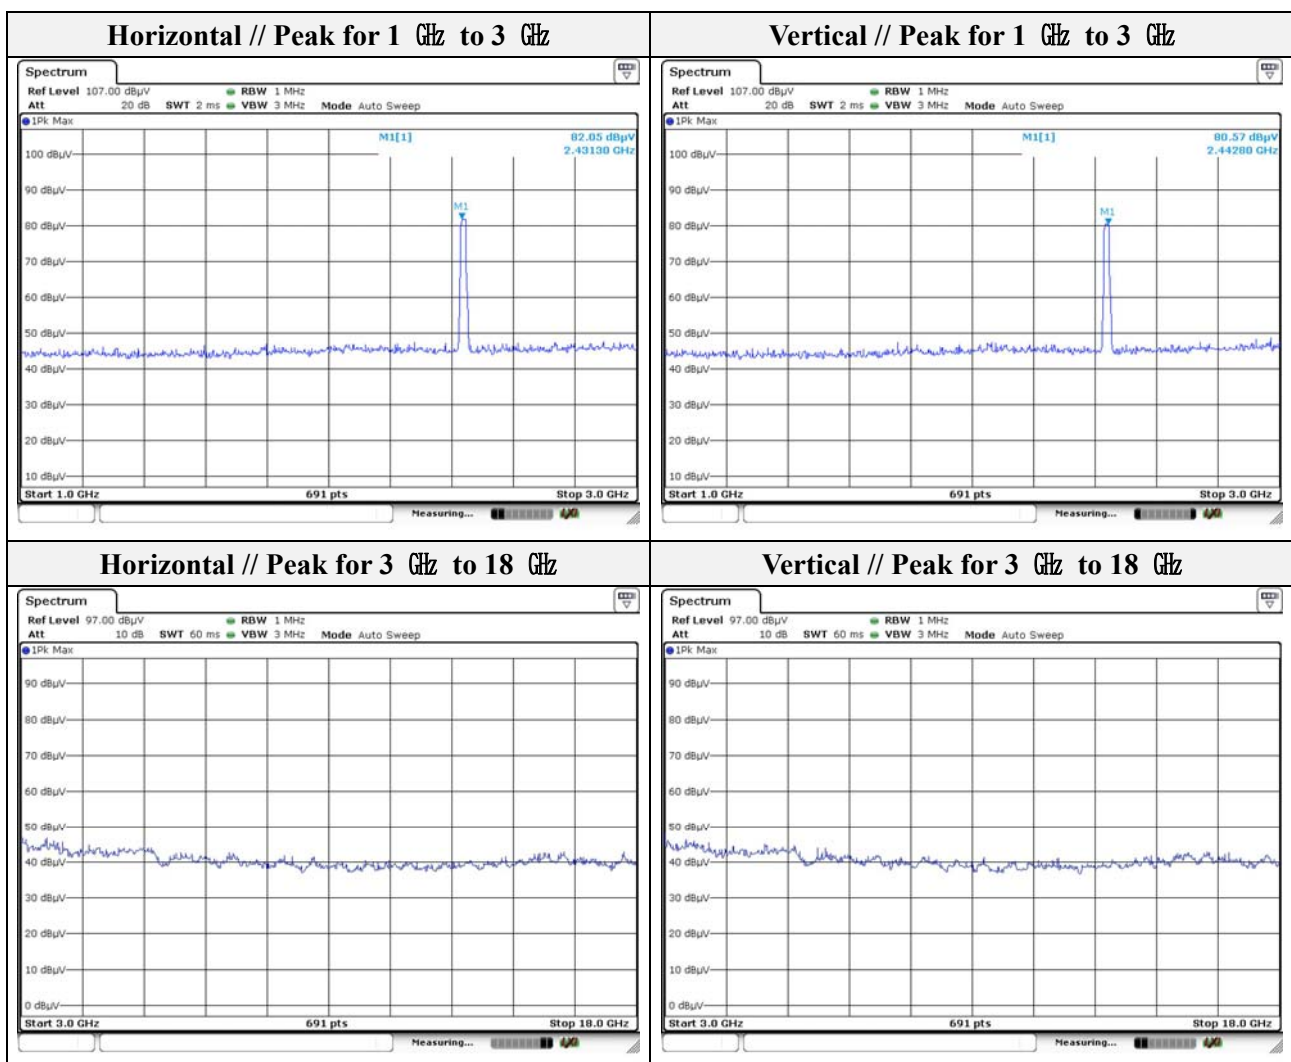 Horizontal // Peak for 1 ㎓ to 3 ㎓
Vertical // Peak for 1 ㎓ to 3 ㎓
Spectrum
Ref Level 107.00 dBµV RBW 1 MHz
Att 20 dB SWT 2 ms VBW 3 MHz Mode Auto Sweep
1Pk Max
M1[1] 82.05 dBµV
2.43130 GHz
100 dBµV
90 dBµV
M1
80 dBµV
70 dBµV
60 dBµV
50 dBµV
40 dBµV
30 dBµV
20 dBµV
10 dBµV
Start 1.0 GHz 691 pts Stop 3.0 GHz
Measuring...
Spectrum
Ref Level 107.00 dBµV RBW 1 MHz
Att 20 dB SWT 2 ms VBW 3 MHz Mode Auto Sweep
1Pk Max
M1[1] 80.57 dBµV
2.44280 GHz
100 dBµV
90 dBµV
M1
80 dBµV
70 dBµV
60 dBµV
50 dBµV
40 dBµV
30 dBµV
20 dBµV
10 dBµV
Start 1.0 GHz 691 pts Stop 3.0 GHz
Measuring...
Horizontal // Peak for 3 ㎓ to 18 ㎓
Vertical // Peak for 3 ㎓ to 18 ㎓
Spectrum
Ref Level 97.00 dBµV RBW 1 MHz
Att 10 dB SWT 60 ms VBW 3 MHz Mode Auto Sweep
1Pk Max
90 dBµV
80 dBµV
70 dBµV
60 dBµV
50 dBµV
40 dBµV
30 dBµV
20 dBµV
10 dBµV
0 dBµV
Start 3.0 GHz 691 pts Stop 18.0 GHz
Measuring...
Spectrum
Ref Level 97.00 dBµV RBW 1 MHz
Att 10 dB SWT 60 ms VBW 3 MHz Mode Auto Sweep
1Pk Max
90 dBµV
80 dBµV
70 dBµV
60 dBµV
50 dBµV
40 dBµV
30 dBµV
20 dBµV
10 dBµV
0 dBµV
Start 3.0 GHz 691 pts Stop 18.0 GHz
Measuring...